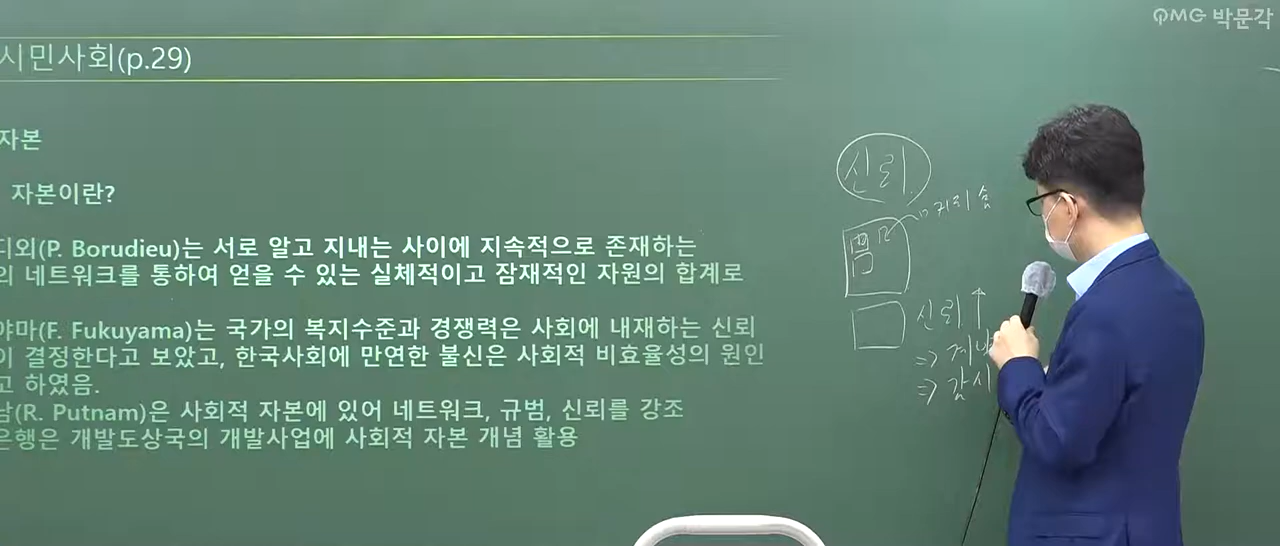 PMG 박문각
시민사회(p.29)
자본
자본이란?
디외(P. Borudieu)는 서로 알고 지내는 사이에 지속적으로 존재하는
의 네트워크를 통하여 얻을 수 있는 실체적이고 잠재적인 자원의 합계로
야마(F. Fukuyama)는 국가의 복지수준과 경쟁력은 사회에 내재하는 신뢰
이 결정한다고 보았고, 한국사회에 만연한 불신은 사회적 비효율성의 원인
고 하였음.
남(R. Putnam)은 사회적 자본에 있어 네트워크, 규범, 신뢰를 강조
은행은 개발도상국의 개발사업에 사회적 자본 개념 활용
신뢰
신뢰 ↑
⇒
⇒ 감시